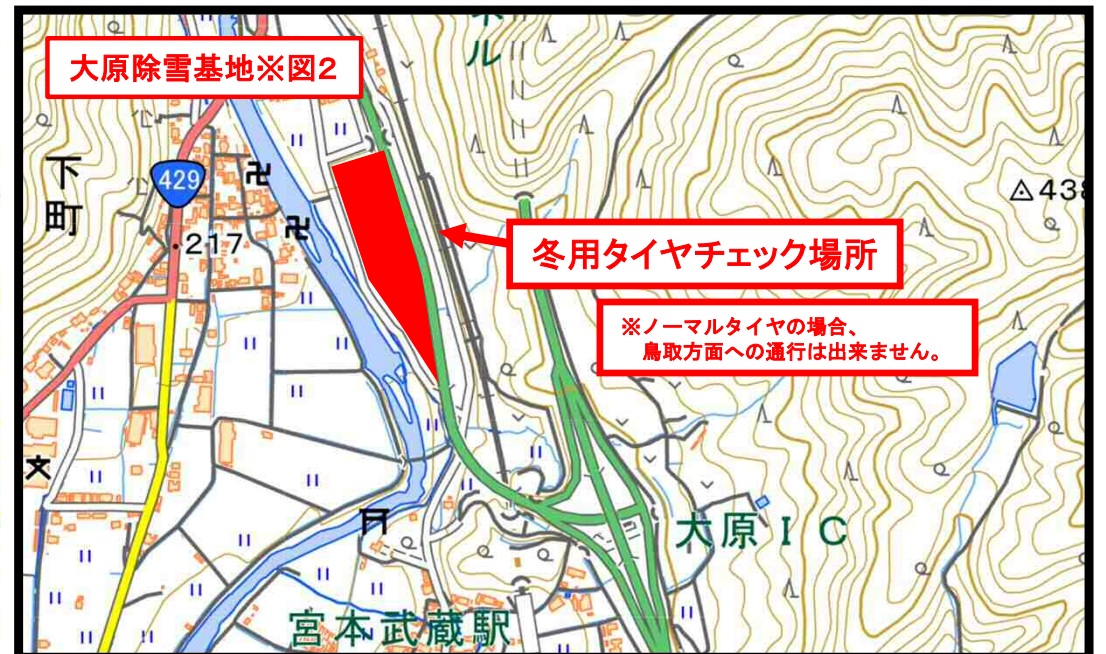 大原除雪基地※図2
ル
下町
429
217
438
冬用タイヤチェック場所
※ノーマルタイヤの場合、
鳥取方面への通行は出来ません。
大原IC
宮本武蔵駅